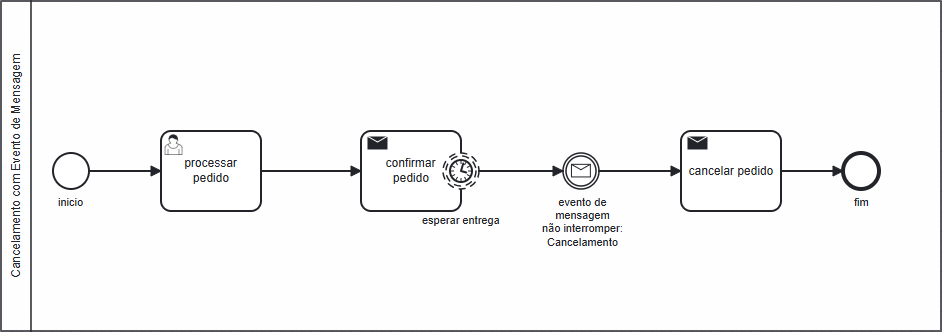 Cancelamento com Evento de Mensagem
inicio
processar
pedido
confirmar
pedido
esperar entrega
evento de
mensagem
não interromper:
Cancelamento
cancelar pedido
fim